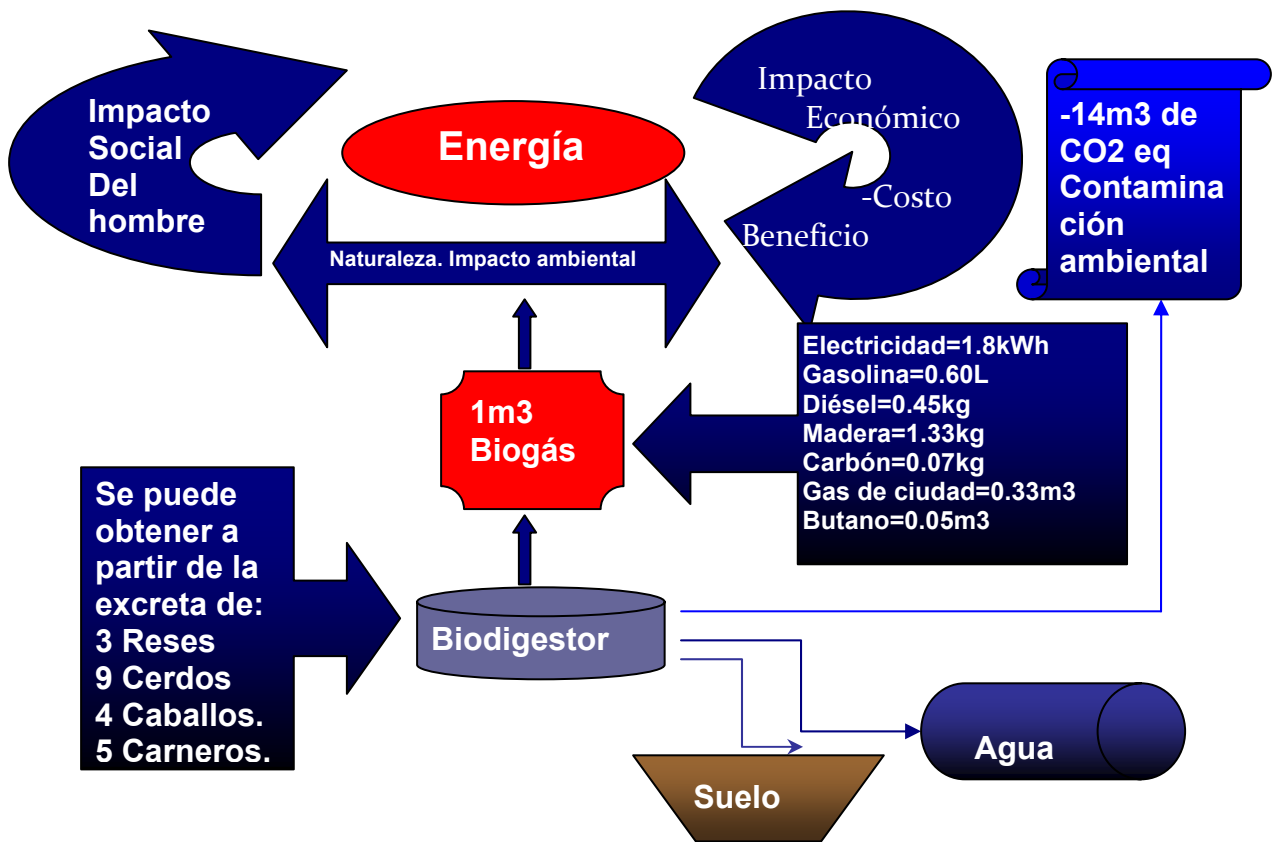 Impacto
Social
Del
hombre
Energía
Impacto
Económico
-Costo
Beneficio
-14m3 de
CO2 eq
Contamina
ción
ambiental
Naturaleza. Impacto ambiental
1m3
Biogás
Electricidad=1.8kWh
Gasolina=0.60L
Diésel=0.45kg
Madera=1.33kg
Carbón=0.07kg
Gas de ciudad=0.33m3
Butano=0.05m3
Se puede
obtener a
partir de la
excreta de:
3 Reses
9 Cerdos
4 Caballos.
5 Carneros.
Biodigestor
Agua
Suelo